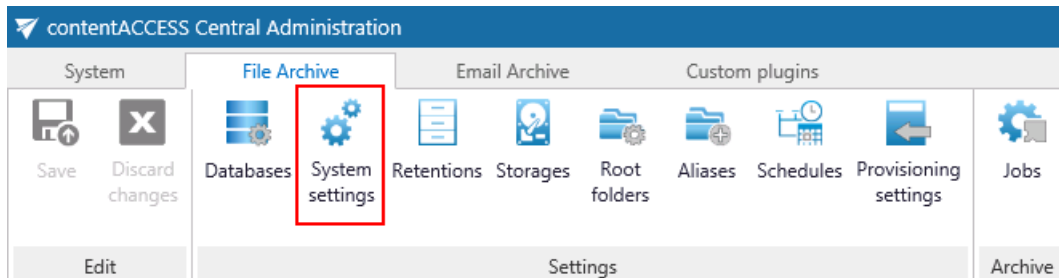 contentACCESS Central Administration
System File Archive Email Archive Custom plugins
Save Discard changes Databases System settings Retentions Storages Root folders Aliases Schedules Provisioning settings Jobs
Edit Settings Archive